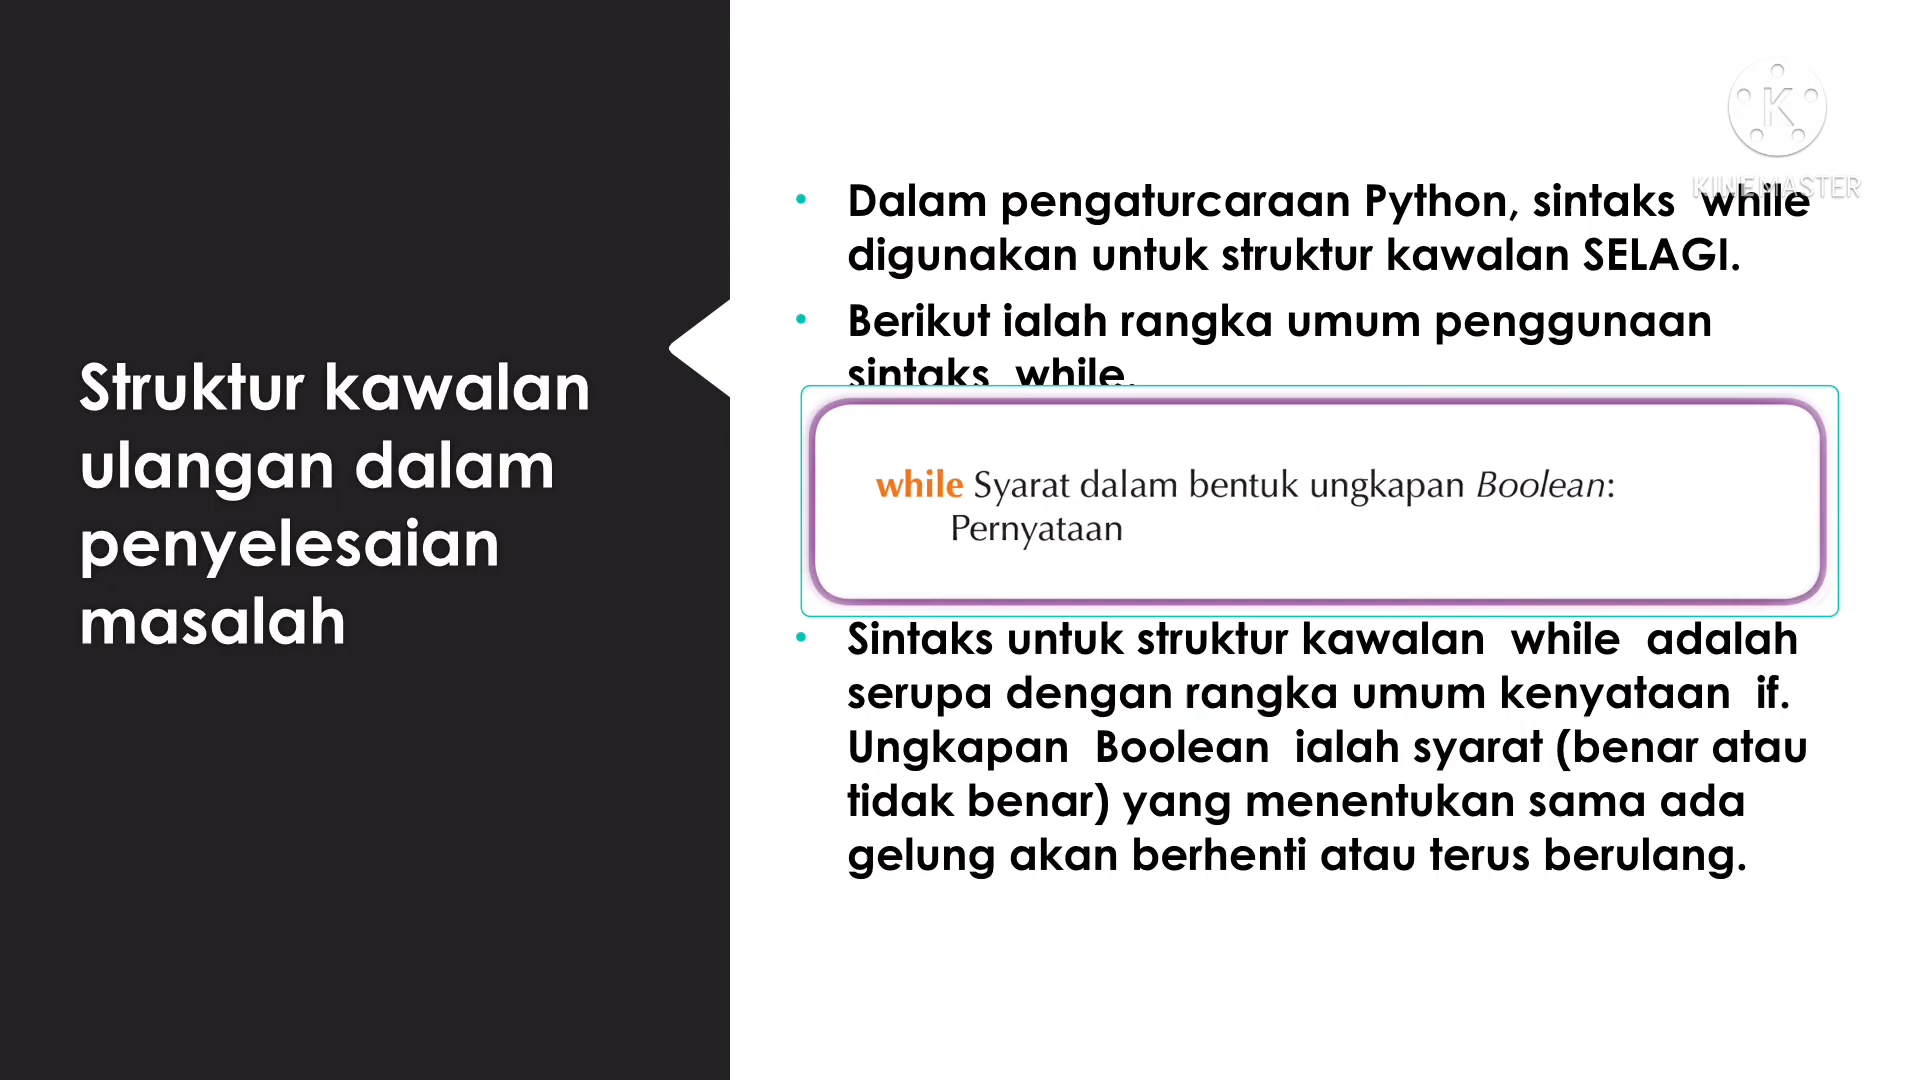 Struktur kawalan
ulangan dalam
penyelesaian
masalah
K
KINEMASTER
• Dalam pengaturcaraan Python, sintaks while
digunakan untuk struktur kawalan SELAGI.
• Berikut ialah rangka umum penggunaan
sintaks while.
while Syarat dalam bentuk ungkapan Boolean:
Pernyataan
• Sintaks untuk struktur kawalan while adalah
serupa dengan rangka umum kenyataan if.
Ungkapan Boolean ialah syarat (benar atau
tidak benar) yang menentukan sama ada
gelung akan berhenti atau terus berulang.